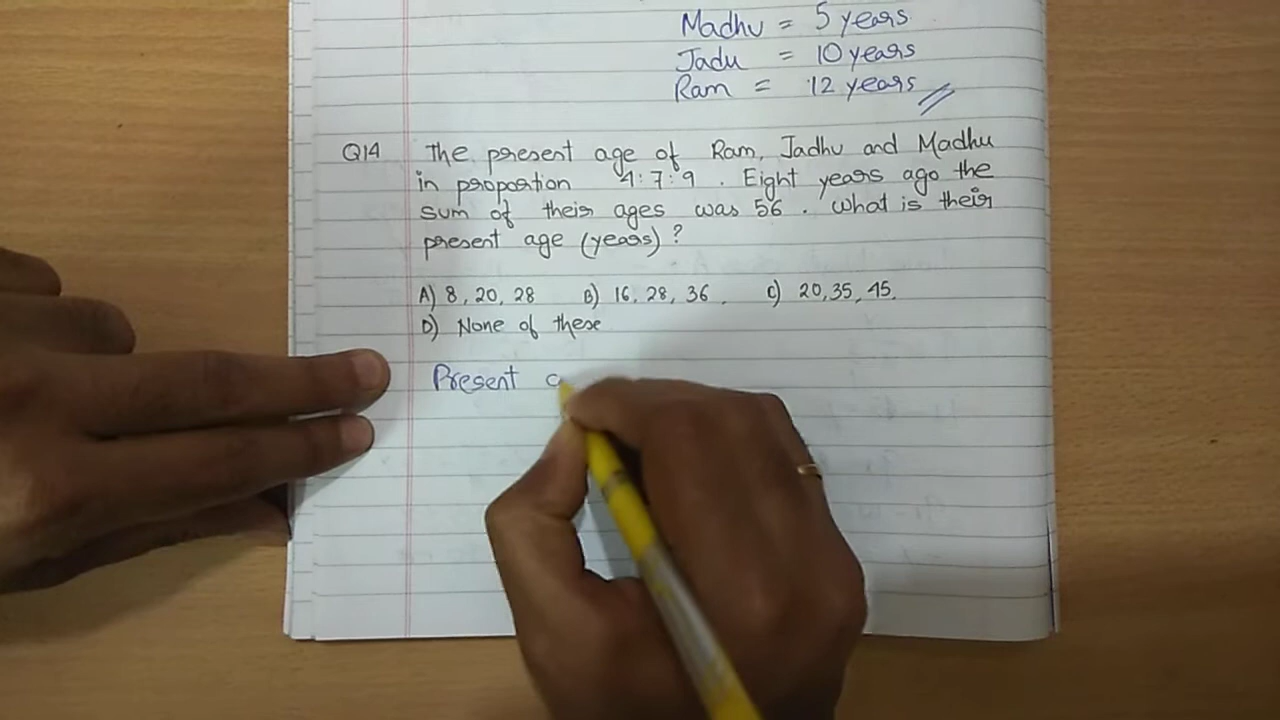 Madhu = 5 years
Jadu = 10 years
Ram = 12 years
Q14 The present age of Ram, Jadhu and Madhu
in proportion 4:7:9. Eight years ago the
sum of their ages was 56. What is their
present age (years)?
A) 8, 20, 28 B) 16, 28, 36. C) 20, 35, 45.
D) None of these
Present